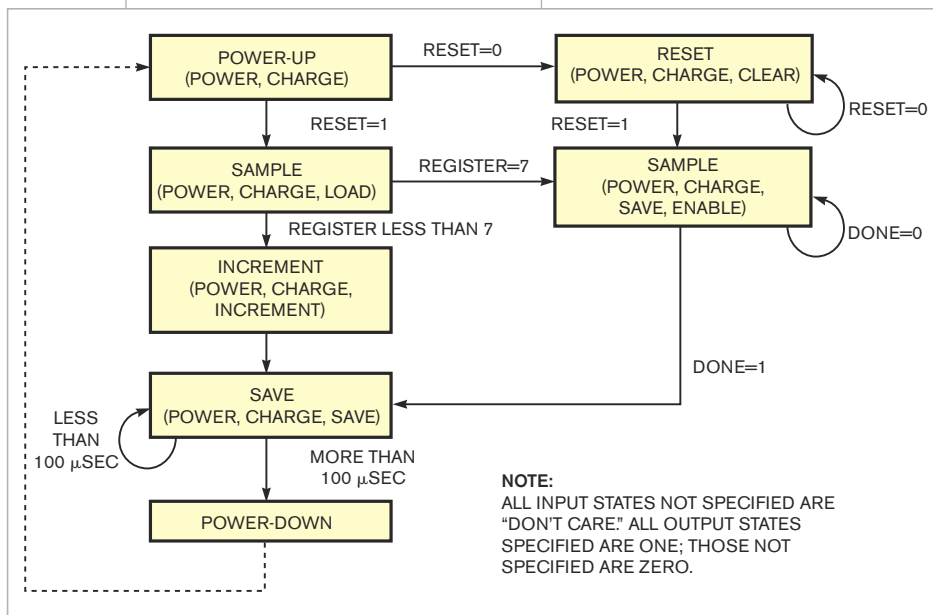 POWER-UP
(POWER, CHARGE)
RESET=0
RESET
(POWER, CHARGE, CLEAR)
RESET=0
RESET=1
RESET=1
SAMPLE
(POWER, CHARGE, LOAD)
REGISTER=7
SAMPLE
(POWER, CHARGE,
SAVE, ENABLE)
DONE=0
REGISTER LESS THAN 7
INCREMENT
(POWER, CHARGE,
INCREMENT)
DONE=1
SAVE
(POWER, CHARGE, SAVE)
LESS
THAN
100 μSEC
MORE THAN
100 μSEC
POWER-DOWN
NOTE:
ALL INPUT STATES NOT SPECIFIED ARE
“DON’T CARE.” ALL OUTPUT STATES
SPECIFIED ARE ONE; THOSE NOT
SPECIFIED ARE ZERO.